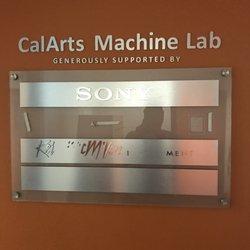 CalArts Machine Lab
GENEROUSLY SUPPORTED BY
SONY